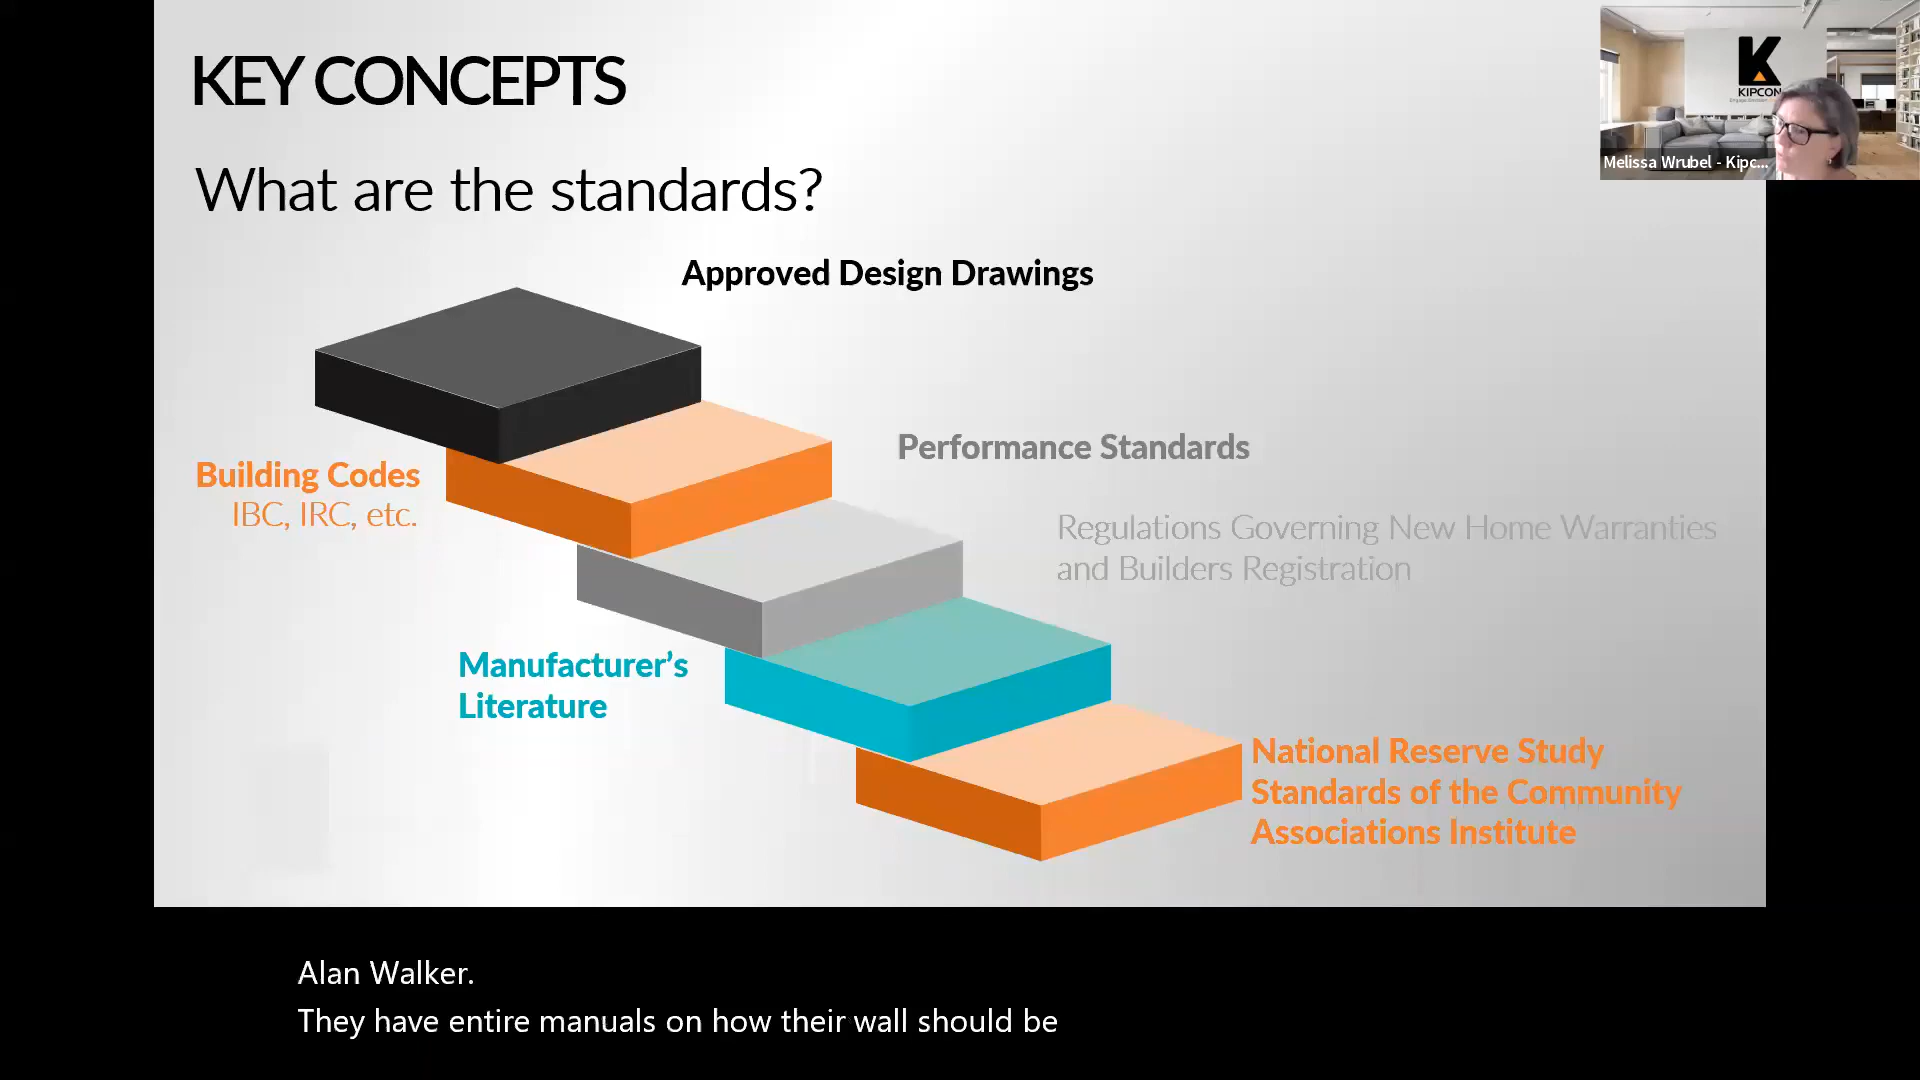 KEY CONCEPTS
What are the standards?
Approved Design Drawings
Building Codes
IBC, IRC, etc.
Performance Standards
Regulations Governing New Home Warranties
and Builders Registration
Manufacturer’s
Literature
National Reserve Study
Standards of the Community
Associations Institute
KIPCON
Melissa Wrubel - Kipc...
Alan Walker.
They have entire manuals on how their wall should be